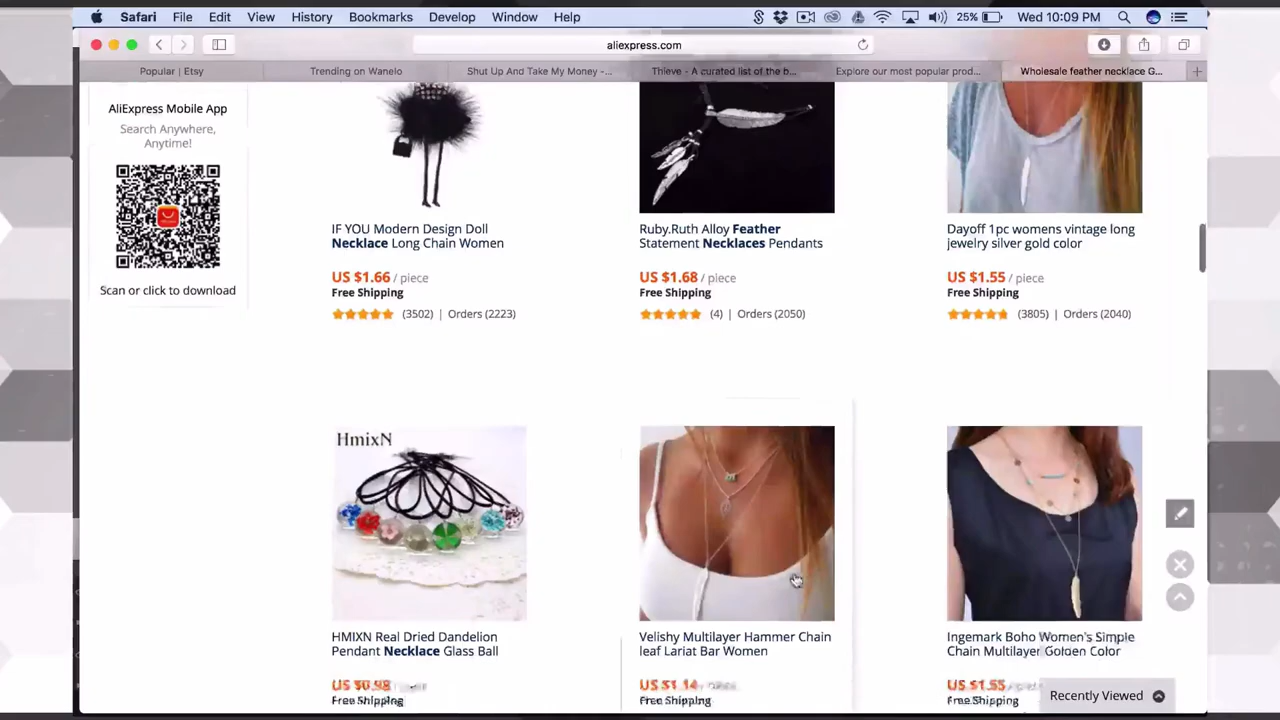 Safari File Edit View History Bookmarks Develop Window Help 25% Wed 10:09 PM
aliexpress.com
Popular | Etsy
Trending on Wanelo
Shut Up And Take My Money -...
Thieve - A curated list of the b...
Explore our most popular prod...
Wholesale feather necklace G...
AliExpress Mobile App
Search Anywhere,
Anytime!
Scan or click to download
IF YOU Modern Design Doll
Necklace Long Chain Women
US $1.66 / piece
Free Shipping
(3502) | Orders (2223)
Ruby.Ruth Alloy Feather
Statement Necklaces Pendants
US $1.68 / piece
Free Shipping
(4) | Orders (2050)
Dayoff 1pc womens vintage long
jewelry silver gold color
US $1.55 / piece
Free Shipping
(3805) | Orders (2040)
HmixN
HMIXN Real Dried Dandelion
Pendant Necklace Glass Ball
US $0.98
Free Shipping
Velishy Multilayer Hammer Chain
leaf Lariat Bar Women
US $1.14
Free Shipping
Ingemark Boho Women's Simple
Chain Multilayer Golden Color
US $1.55
Free Shipping
Recently Viewed